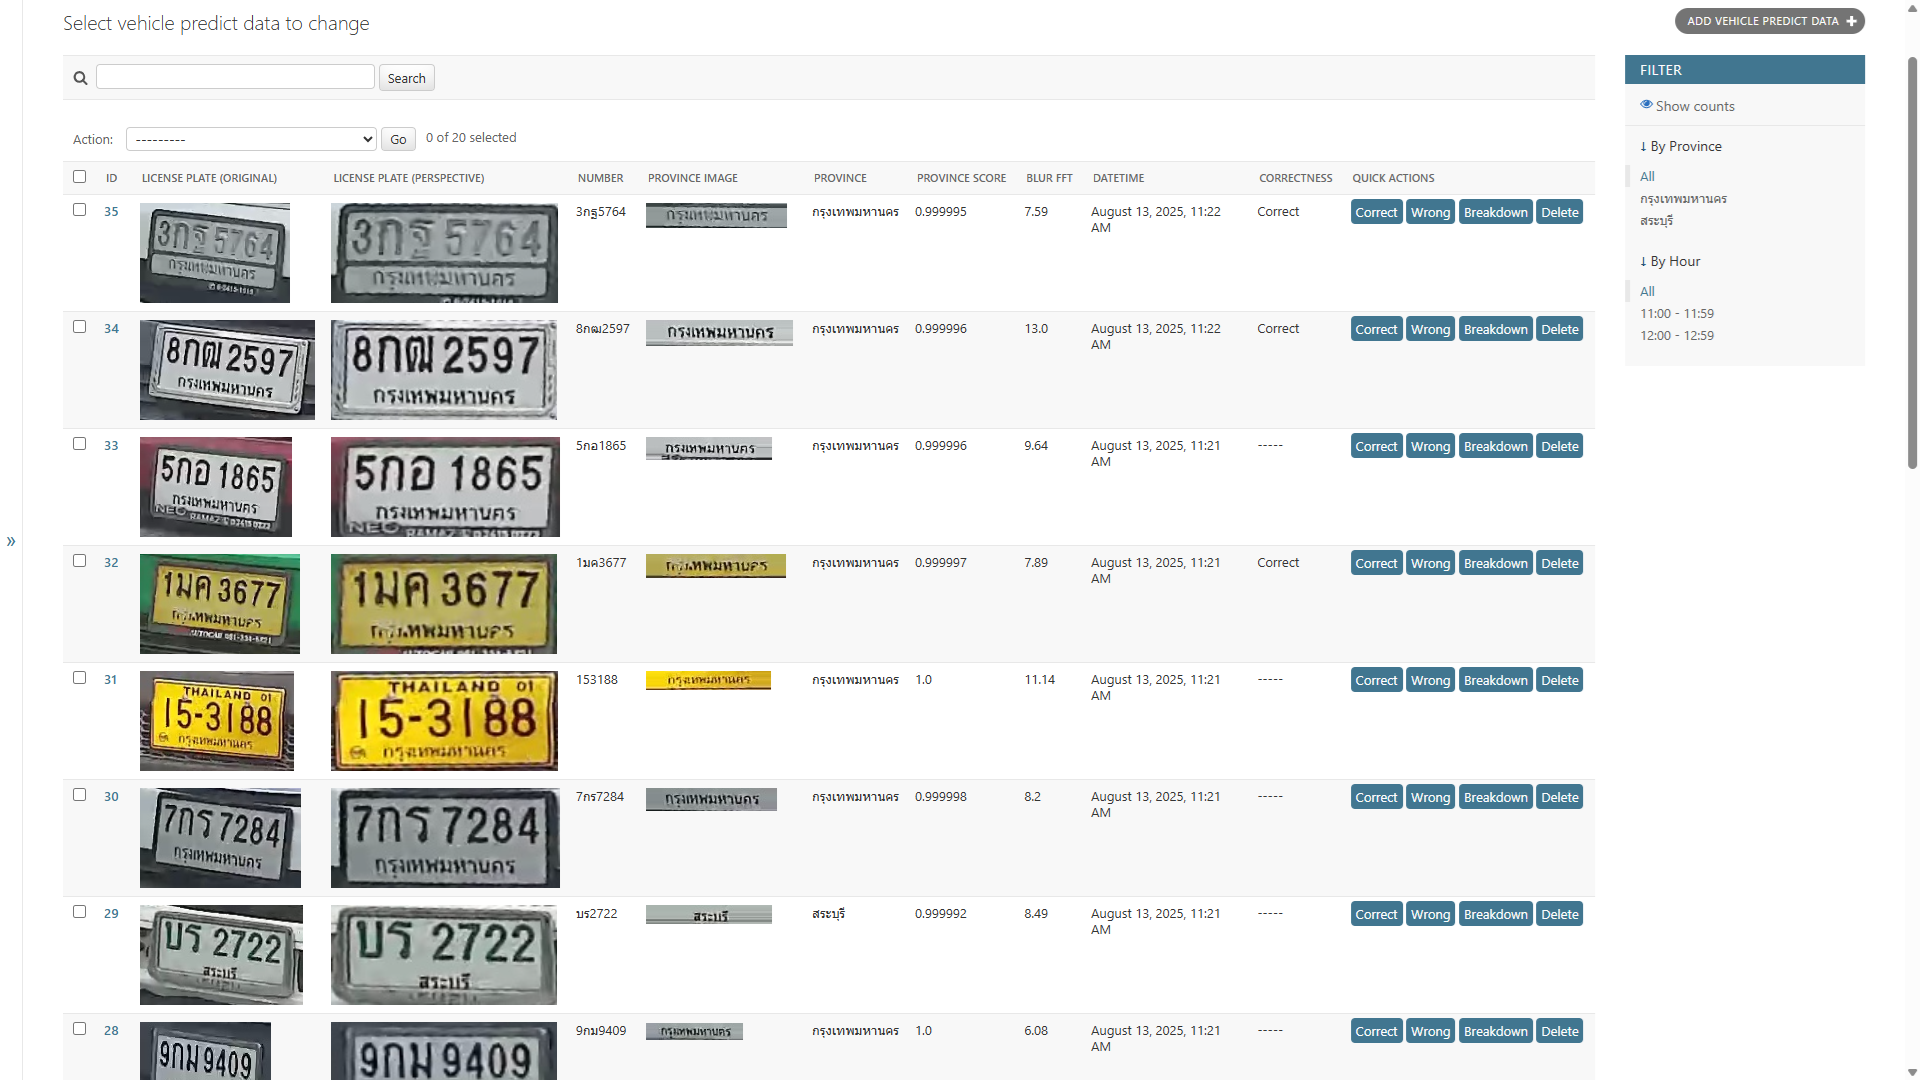 Select vehicle predict data to change
ADD VEHICLE PREDICT DATA +
Search
FILTER
Show counts
↓ By Province
All
กรุงเทพมหานคร
สระบุรี
↓ By Hour
All
11:00 - 11:59
12:00 - 12:59
Action: --------- Go 0 of 20 selected
ID LICENSE PLATE (ORIGINAL) LICENSE PLATE (PERSPECTIVE) NUMBER PROVINCE IMAGE PROVINCE PROVINCE SCORE BLUR FFT DATETIME CORRECTNESS QUICK ACTIONS
35 3กฐ5764 กรุงเทพมหานคร 0.999995 7.59 August 13, 2025, 11:22 AM Correct Correct Wrong Breakdown Delete
3กฐ 5764
กรุงเทพมหานคร
3กฐ 5764
กรุงเทพมหานคร
กรุงเทพมหานคร
34 8กฒ2597 กรุงเทพมหานคร 0.999996 13.0 August 13, 2025, 11:22 AM Correct Correct Wrong Breakdown Delete
8กฒ 2597
กรุงเทพมหานคร
8กฒ 2597
กรุงเทพมหานคร
กรุงเทพมหานคร
33 5กอ1865 กรุงเทพมหานคร 0.999996 9.64 August 13, 2025, 11:21 AM ----- Correct Wrong Breakdown Delete
5กอ 1865
กรุงเทพมหานคร
NEO
5กอ 1865
กรุงเทพมหานคร
NEO
กรุงเทพมหานคร
32 1มค3677 กรุงเทพมหานคร 0.999997 7.89 August 13, 2025, 11:21 AM Correct Correct Wrong Breakdown Delete
1มค 3677
กรุงเทพมหานคร
1มค 3677
กรุงเทพมหานคร
กรุงเทพมหานคร
31 153188 กรุงเทพมหานคร 1.0 11.14 August 13, 2025, 11:21 AM ----- Correct Wrong Breakdown Delete
THAILAND 01
15-3188
กรุงเทพมหานคร
THAILAND 01
15-3188
กรุงเทพมหานคร
กรุงเทพมหานคร
30 7กร7284 กรุงเทพมหานคร 0.999998 8.2 August 13, 2025, 11:21 AM ----- Correct Wrong Breakdown Delete
7กร 7284
กรุงเทพมหานคร
7กร 7284
กรุงเทพมหานคร
กรุงเทพมหานคร
29 บร2722 สระบุรี 0.999992 8.49 August 13, 2025, 11:21 AM ----- Correct Wrong Breakdown Delete
บร 2722
สระบุรี
บร 2722
สระบุรี
สระบุรี
28 9กม9409 กรุงเทพมหานคร 1.0 6.08 August 13, 2025, 11:21 AM ----- Correct Wrong Breakdown Delete
9กม 9409
9กม 9409
กรุงเทพมหานคร